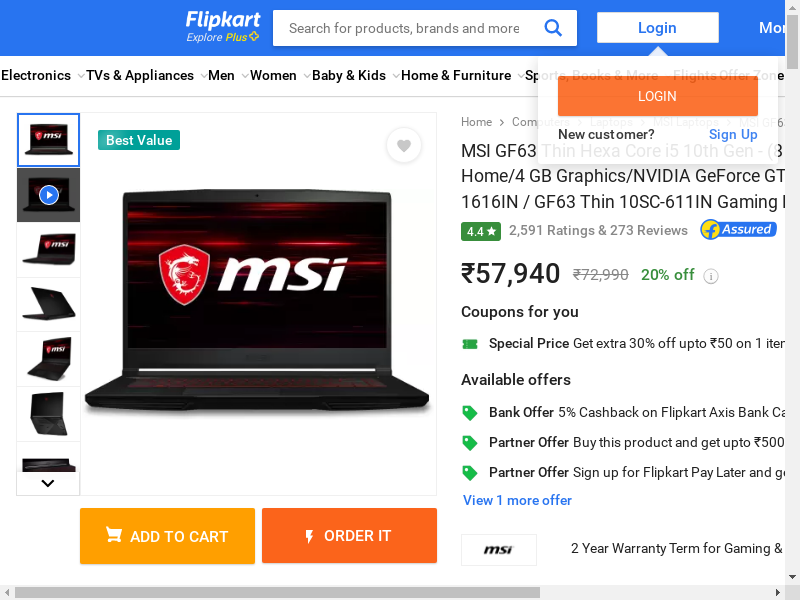 Flipkart
Explore Plus
Search for products, brands and more
Login
Mor
Electronics TVs & Appliances Men Women Baby & Kids Home & Furniture Sports, Books & More Flights Offer Zone
LOGIN
New customer? Sign Up
Home Computers Laptops MSI Laptops MSI GF63
MSI GF63 Thin Hexa Core i5 10th Gen - (8
Home/4 GB Graphics/NVIDIA GeForce GT
1616IN / GF63 Thin 10SC-611IN Gaming
4.4 2,591 Ratings & 273 Reviews Assured
₹57,940 ₹72,990 20% off
Coupons for you
Special Price Get extra 30% off upto ₹50 on 1 item
Available offers
Bank Offer 5% Cashback on Flipkart Axis Bank Ca
Partner Offer Buy this product and get upto ₹500
Partner Offer Sign up for Flipkart Pay Later and ge
View 1 more offer
msi
2 Year Warranty Term for Gaming &
Best Value
msi
msi
msi
msi
msi
ADD TO CART
ORDER IT